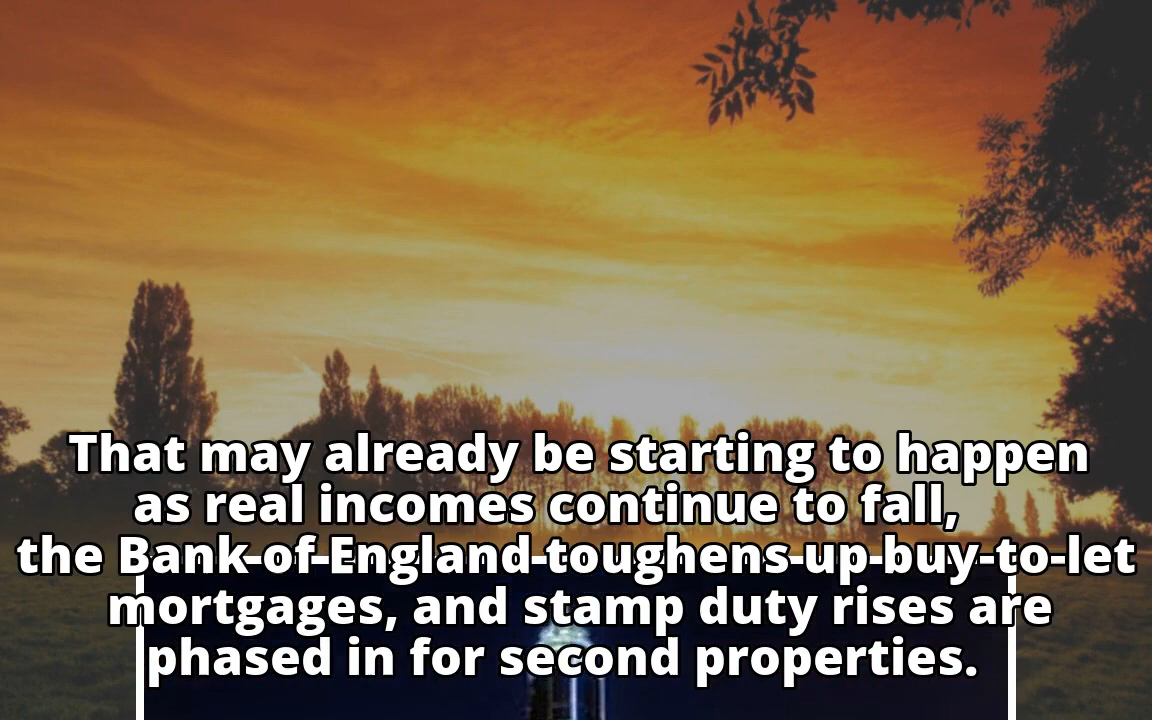 That may already be starting to happen
as real incomes continue to fall,
the Bank of England toughens up buy-to-let
mortgages, and stamp duty rises are
phased in for second properties.